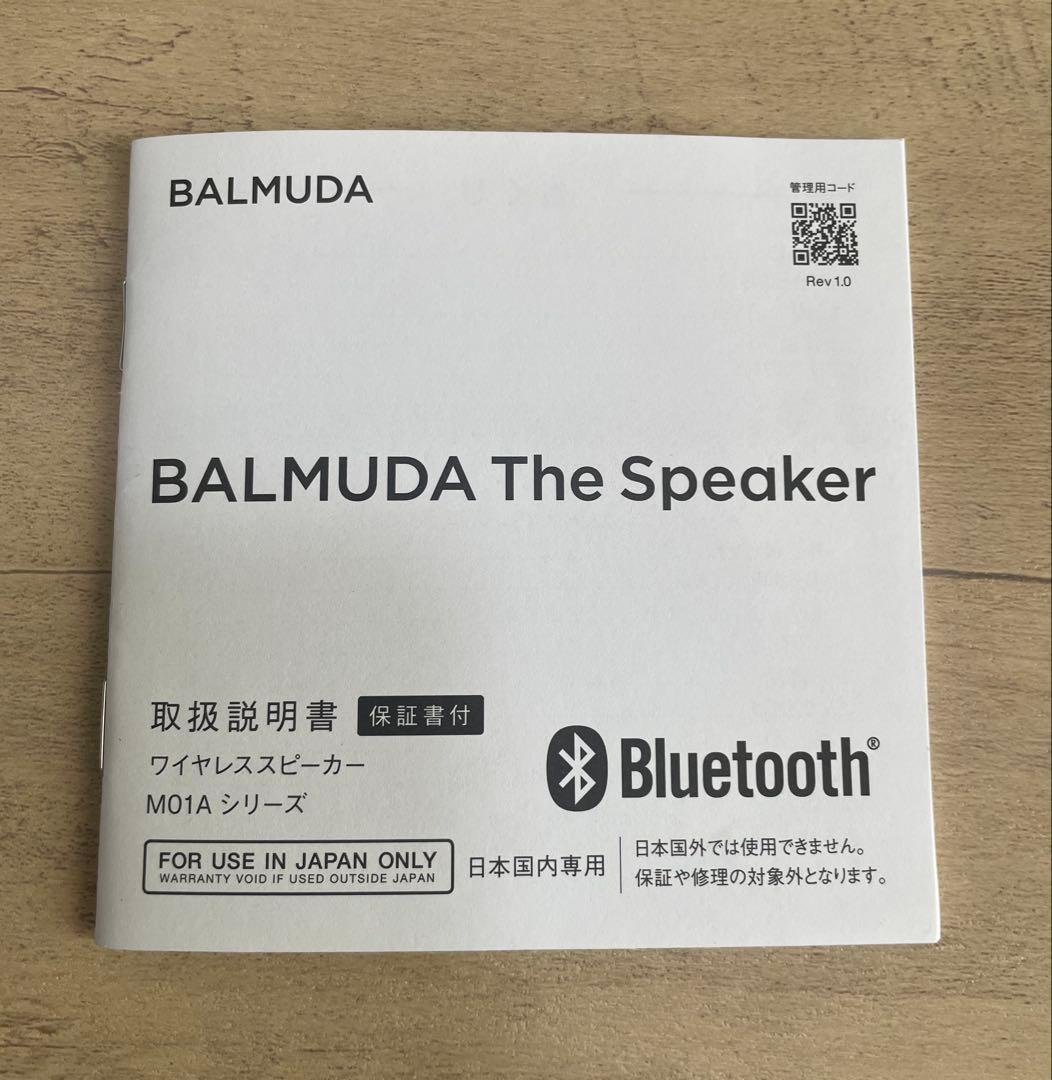 BALMUDA
管理用コード
Rev 1.0
BALMUDA The Speaker
取扱説明書 保証書付
ワイヤレススピーカー
M01A シリーズ
Bluetooth®
FOR USE IN JAPAN ONLY
WARRANTY VOID IF USED OUTSIDE JAPAN
日本国内専用
日本国外では使用できません。
保証や修理の対象外となります。